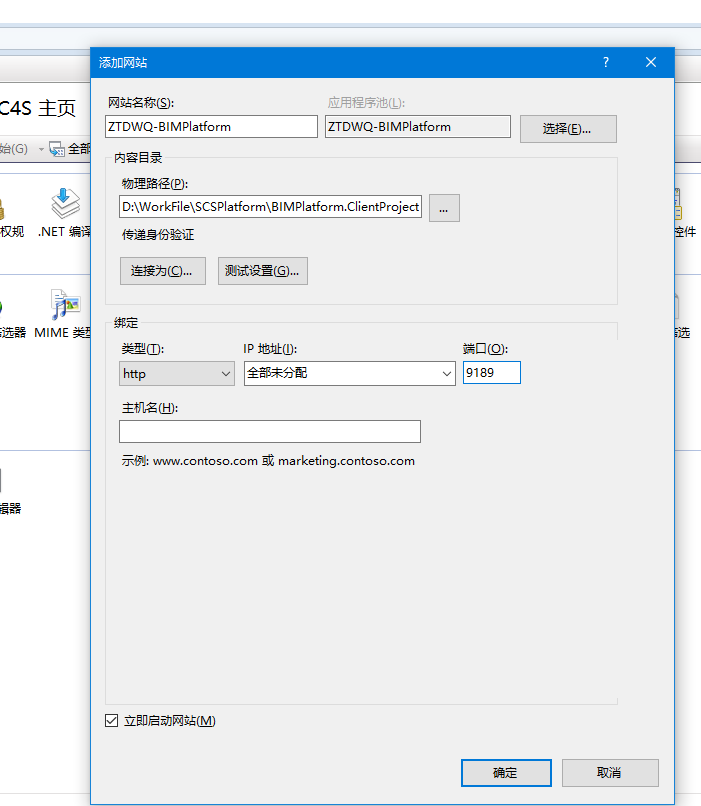 添加网站
C4S 主页
网站名称(S):
应用程序池(L):
ZTDWQ-BIMPlatform
ZTDWQ-BIMPlatform
选择(E)...
始(G)
全部
内容目录
物理路径(P):
D:\WorkFile\SCSPlatform\BIMPlatform.ClientProject
...
权规
.NET 编译
控件
传递身份验证
连接为(C)...
测试设置(G)...
绑定
选器
MIME 类型
筛选
类型(T):
IP 地址(I):
端口(O):
http
全部未分配
9189
主机名(H):
示例: www.contoso.com 或 marketing.contoso.com
辑器
立即启动网站(M)
确定
取消